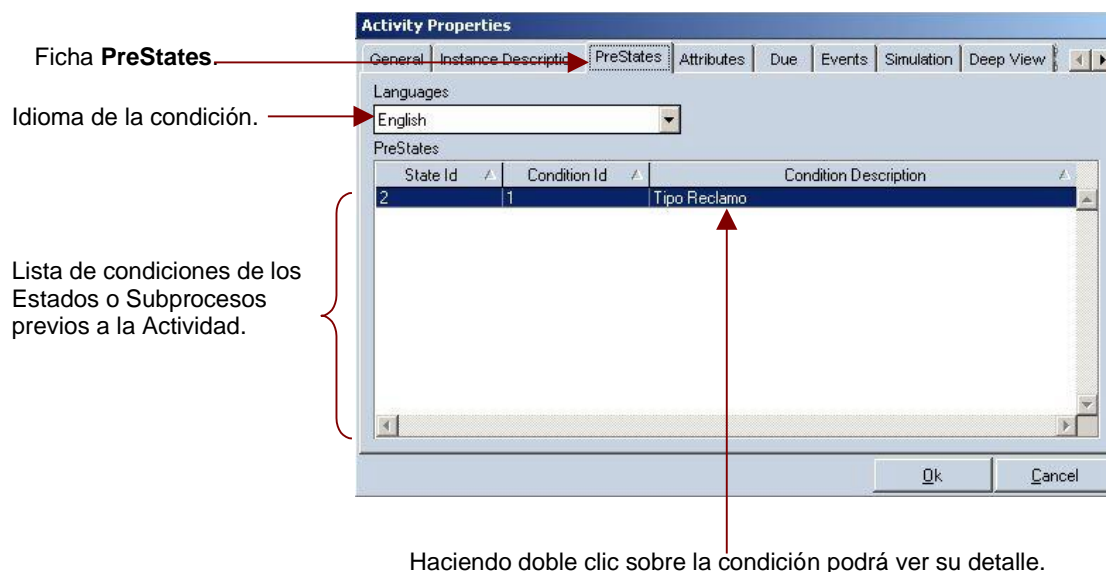 Activity Properties
General Instance Description PreStates Attributes Due Events Simulation Deep View
Ficha PreStates.
Languages
English
Idioma de la condición.
PreStates
State Id Condition Id Condition Description
2 1 Tipo Reclamo
Lista de condiciones de los
Estados o Subprocesos
previos a la Actividad.
Ok Cancel
Haciendo doble clic sobre la condición podrá ver su detalle.